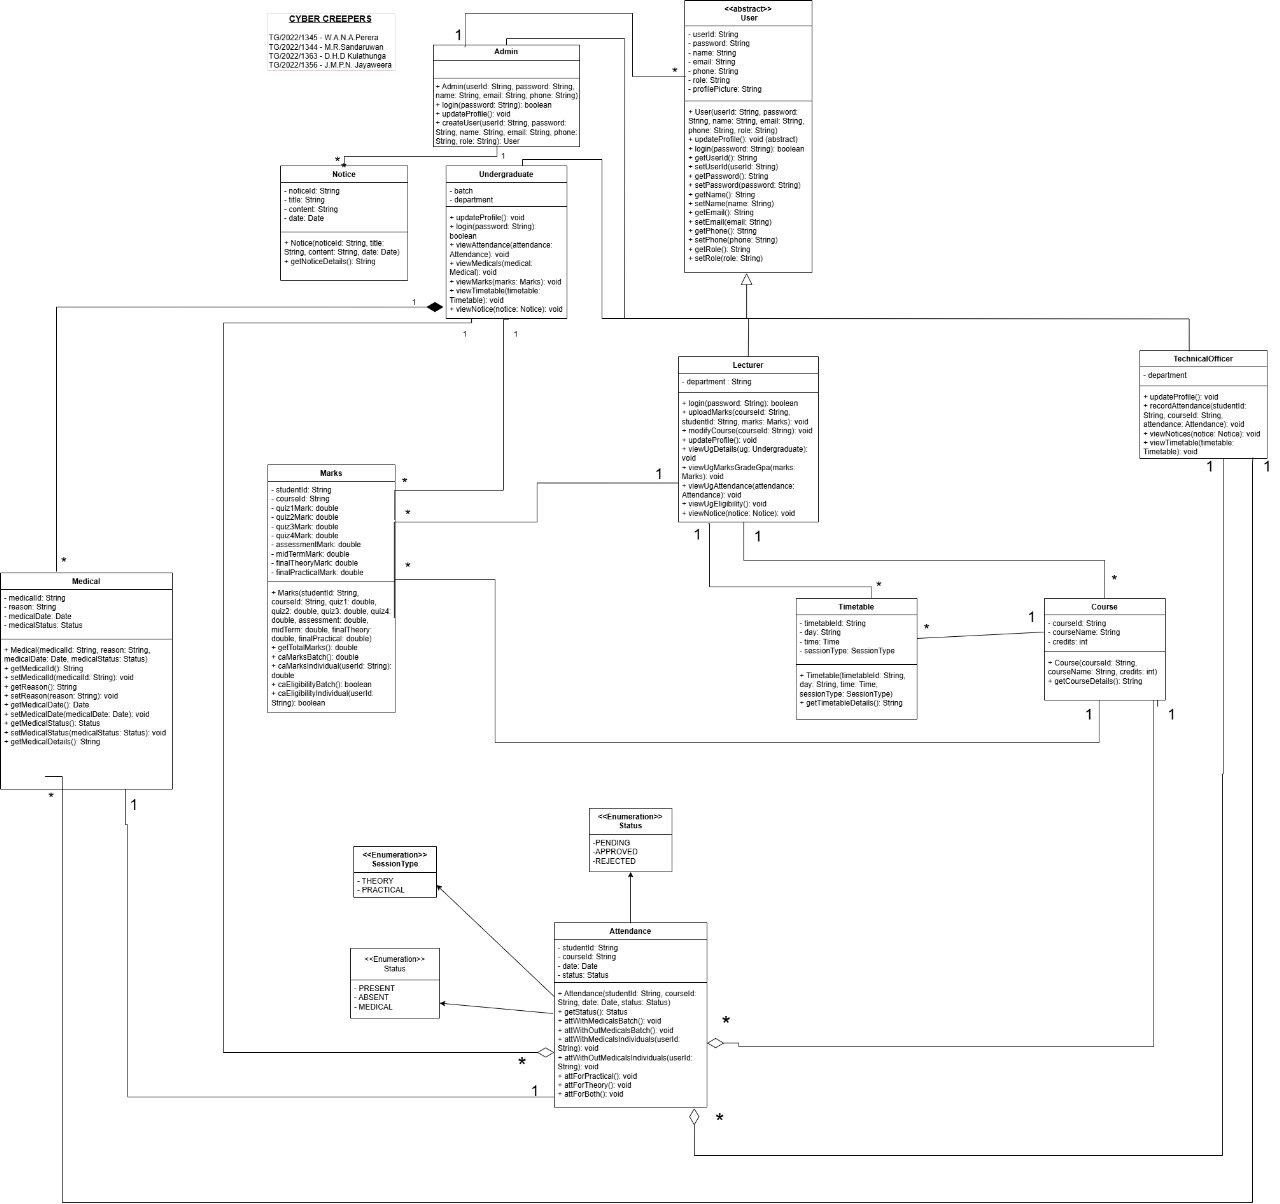 CYBER CREEPERS
TG/2022/1345 - W.A.N.A.Perera
TG/2022/1344 - M.R.Sandaruwan
TG/2022/1363 - D.H.D Kulathunga
TG/2022/1356 - J.M.P.N. Jayaweera
1
*
Admin
+ Admin(userId: String, password: String,
name: String, email: String, phone: String)
+ login(password: String): boolean
+ updateProfile(): void
+ createUser(userId: String, password:
String, name: String, email: String, phone:
String, role: String): User
<<abstract>>
User
- userId: String
- password: String
- name: String
- email: String
- phone: String
- role: String
- profilePicture: String
+ User(userId: String, password:
String, name: String, email: String,
phone: String, role: String)
+ updateProfile(): void (abstract)
+ login(password: String): boolean
+ getUserId(): String
+ setUserId(userId: String)
+ getPassword(): String
+ setPassword(password: String)
+ getName(): String
+ setName(name: String)
+ getEmail(): String
+ setEmail(email: String)
+ getPhone(): String
+ setPhone(phone: String)
+ getRole(): String
+ setRole(role: String)
*
*
1
Notice
- noticeId: String
- title: String
- content: String
- date: Date
+ Notice(noticeId: String, title:
String, content: String, date: Date)
+ getNoticeDetails(): String
Undergraduate
- batch
- department
+ updateProfile(): void
+ login(password: String):
boolean
+ viewAttendance(attendance:
Attendance): void
+ viewMedicals(medical:
Medical): void
+ viewMarks(marks: Marks): void
+ viewTimetable(timetable:
Timetable): void
+ viewNotice(notice: Notice): void
1
1
1
Lecturer
- department : String
+ login(password: String): boolean
+ uploadMarks(courseId: String,
studentId: String, marks: Marks): void
+ modifyCourse(courseId: String): void
+ updateProfile(): void
+ viewUgDetails(ug: Undergraduate):
void
+ viewUgMarksGradeGpa(marks:
Marks): void
+ viewUgAttendance(attendance:
Attendance): void
+ viewUgEligibility(): void
+ viewNotice(notice: Notice): void
TechnicalOfficer
- department
+ updateProfile(): void
+ recordAttendance(studentId:
String, courseId: String,
attendance: Attendance): void
+ viewNotices(notice: Notice): void
+ viewTimetable(timetable:
Timetable): void
1
1
1
1
1
Marks
- studentId: String
- courseId: String
- quiz1Mark: double
- quiz2Mark: double
- quiz3Mark: double
- quiz4Mark: double
- assessmentMark: double
- midTermMark: double
- finalTheoryMark: double
- finalPracticalMark: double
+ Marks(studentId: String,
courseId: String, quiz1: double,
quiz2: double, quiz3: double, quiz4:
double, assessment: double,
midTerm: double, finalTheory:
double, finalPractical: double)
+ getTotalMarks(): double
+ caMarksBatch(): double
+ caMarksIndividual(userId: String):
double
+ caEligibilityBatch(): boolean
+ caEligibilityIndividual(userId:
String): boolean
*
*
*
*
Medical
- medicalId: String
- reason: String
- medicalDate: Date
- medicalStatus: Status
+ Medical(medicalId: String, reason: String,
medicalDate: Date, medicalStatus: Status)
+ getMedicalId(): String
+ setMedicalId(medicalId: String): void
+ getReason(): String
+ setReason(reason: String): void
+ getMedicalDate(): Date
+ setMedicalDate(medicalDate: Date): void
+ getMedicalStatus(): Status
+ setMedicalStatus(medicalStatus: Status): void
+ getMedicalDetails(): String
*
1
*
*
Timetable
- timetableId: String
- day: String
- time: Time
- sessionType: SessionType
+ Timetable(timetableId: String,
day: String, time: Time,
sessionType: SessionType)
+ getTimetableDetails(): String
*
1
Course
- courseId: String
- courseName: String
- credits: int
+ Course(courseId: String,
courseName: String, credits: int)
+ getCourseDetails(): String
1
1
<<Enumeration>>
Status
-PENDING
-APPROVED
-REJECTED
<<Enumeration>>
SessionType
- THEORY
- PRACTICAL
<<Enumeration>>
Status
- PRESENT
- ABSENT
- MEDICAL
Attendance
- studentId: String
- courseId: String
- date: Date
- status: Status
+ Attendance(studentId: String, courseId:
String, date: Date, status: Status)
+ getStatus(): Status
+ attWithMedicalsBatch(): void
+ attWithOutMedicalsBatch(): void
+ attWithMedicalsIndividuals(userId:
String): void
+ attWithOutMedicalsIndividuals(userId:
String): void
+ attForPractical(): void
+ attForTheory(): void
+ attForBoth(): void
*
*
1
*